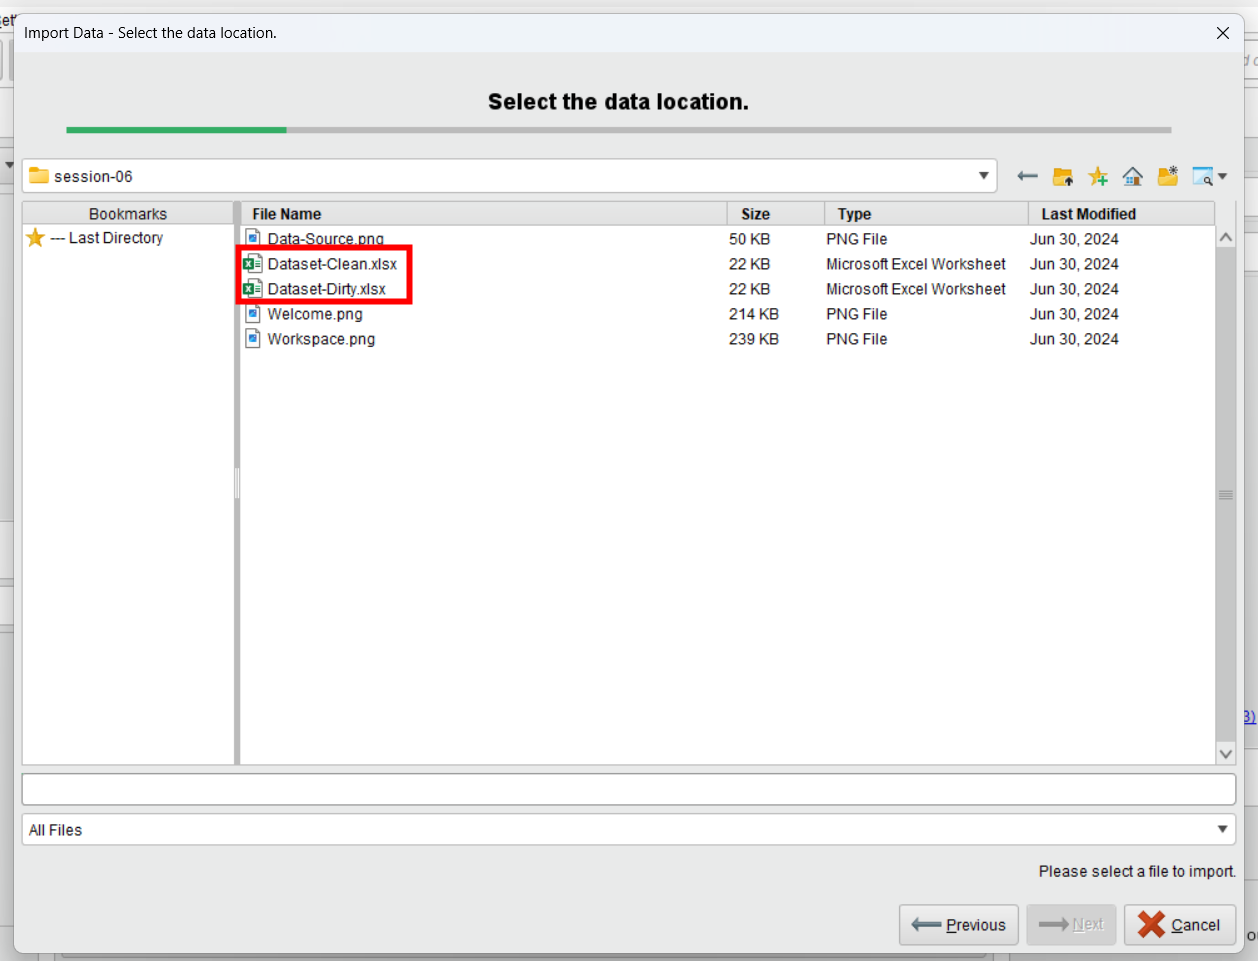 Import Data - Select the data location.
Select the data location.
session-06
Bookmarks
--- Last Directory
File Name Size Type Last Modified
Data-Source.png 50 KB PNG File Jun 30, 2024
Dataset-Clean.xlsx 22 KB Microsoft Excel Worksheet Jun 30, 2024
Dataset-Dirty.xlsx 22 KB Microsoft Excel Worksheet Jun 30, 2024
Welcome.png 214 KB PNG File Jun 30, 2024
Workspace.png 239 KB PNG File Jun 30, 2024
3)
All Files
Please select a file to import.
Previous Next Cancel